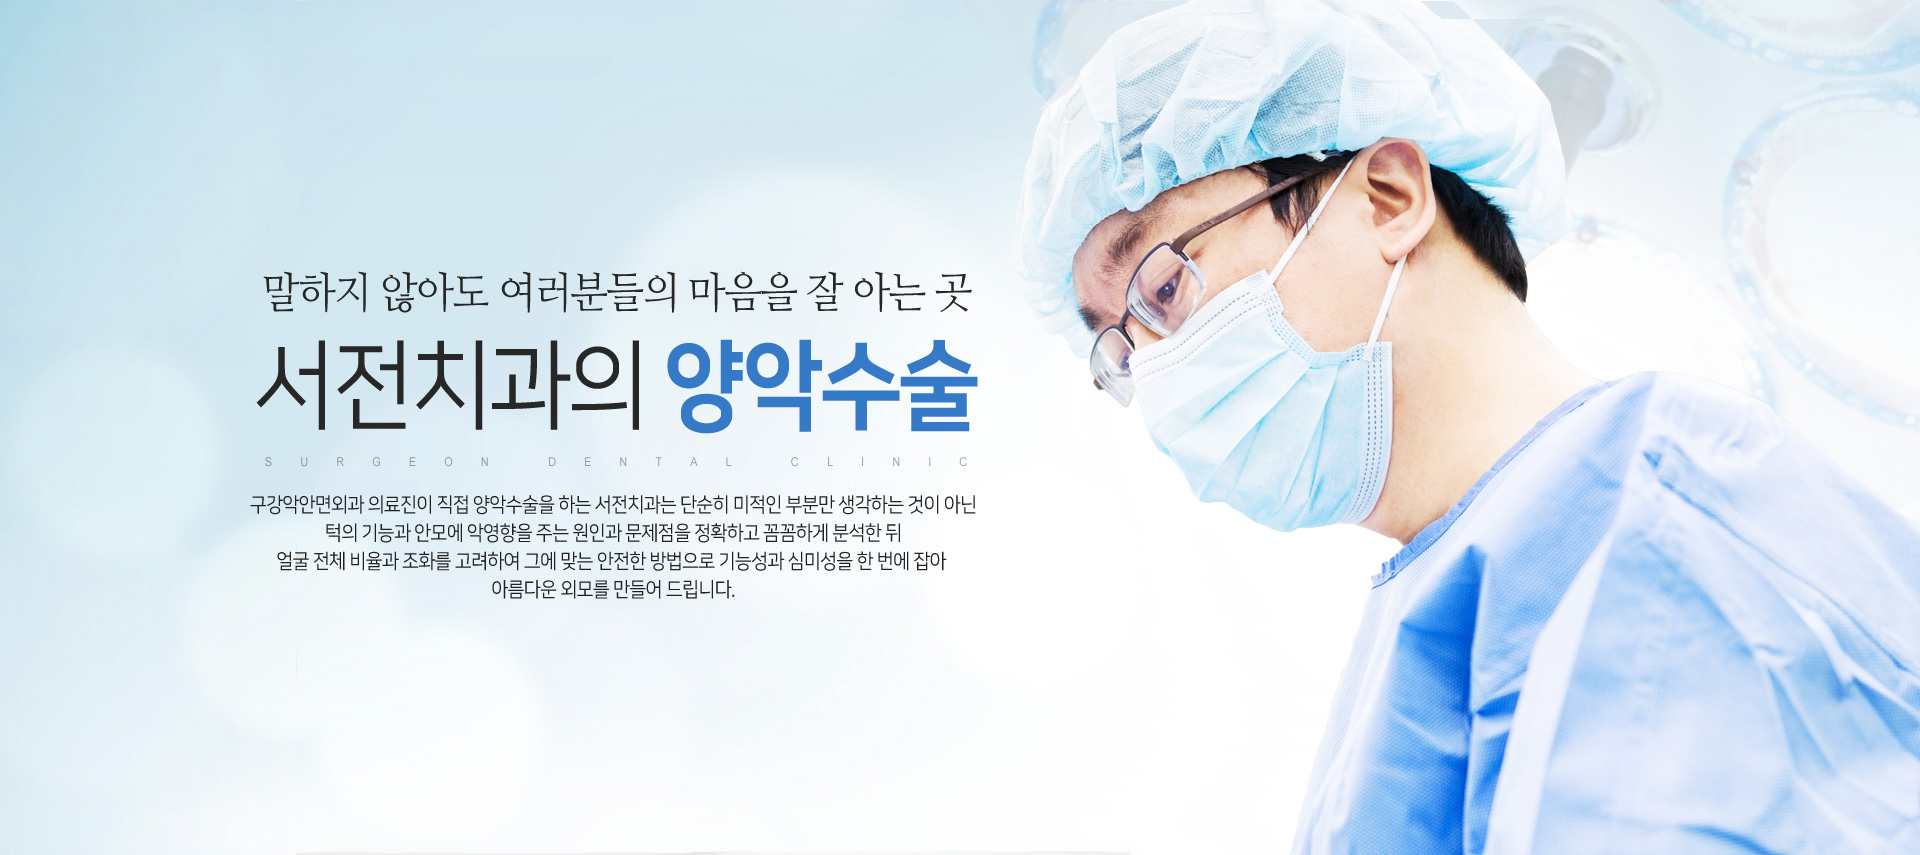 말하지 않아도 여러분들의 마음을 잘 아는 곳
서전치과의 양악수술
SURGEON DENTAL CLINIC
구강악안면외과 의료진이 직접 양악수술을 하는 서전치과는 단순히 미적인 부분만 생각하는 것이 아닌
턱의 기능과 안모에 악영향을 주는 원인과 문제점을 정확하고 꼼꼼하게 분석한 뒤
얼굴 전체 비율과 조화를 고려하여 그에 맞는 안전한 방법으로 기능성과 심미성을 한 번에 잡아
아름다운 외모를 만들어 드립니다.